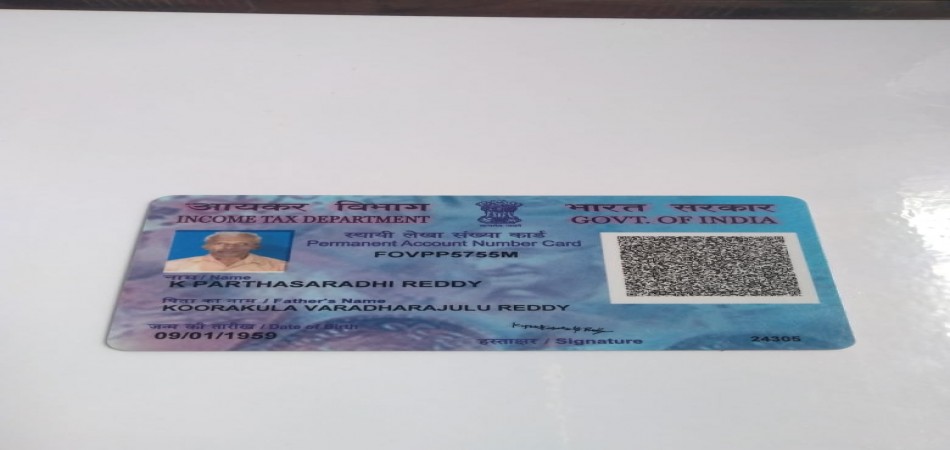 आयकर विभाग
INCOME TAX DEPARTMENT
भारत सरकार
GOVT. OF INDIA
स्थायी लेखा संख्या कार्ड
Permanent Account Number Card
FOVPP5755M
नाम / Name
K PARTHASARADHI REDDY
पिता का नाम / Father's Name
KOORAKULA VARADHARAJULU REDDY
जन्म की तारीख / Date of Birth
09/01/1959
हस्ताक्षर / Signature
24305